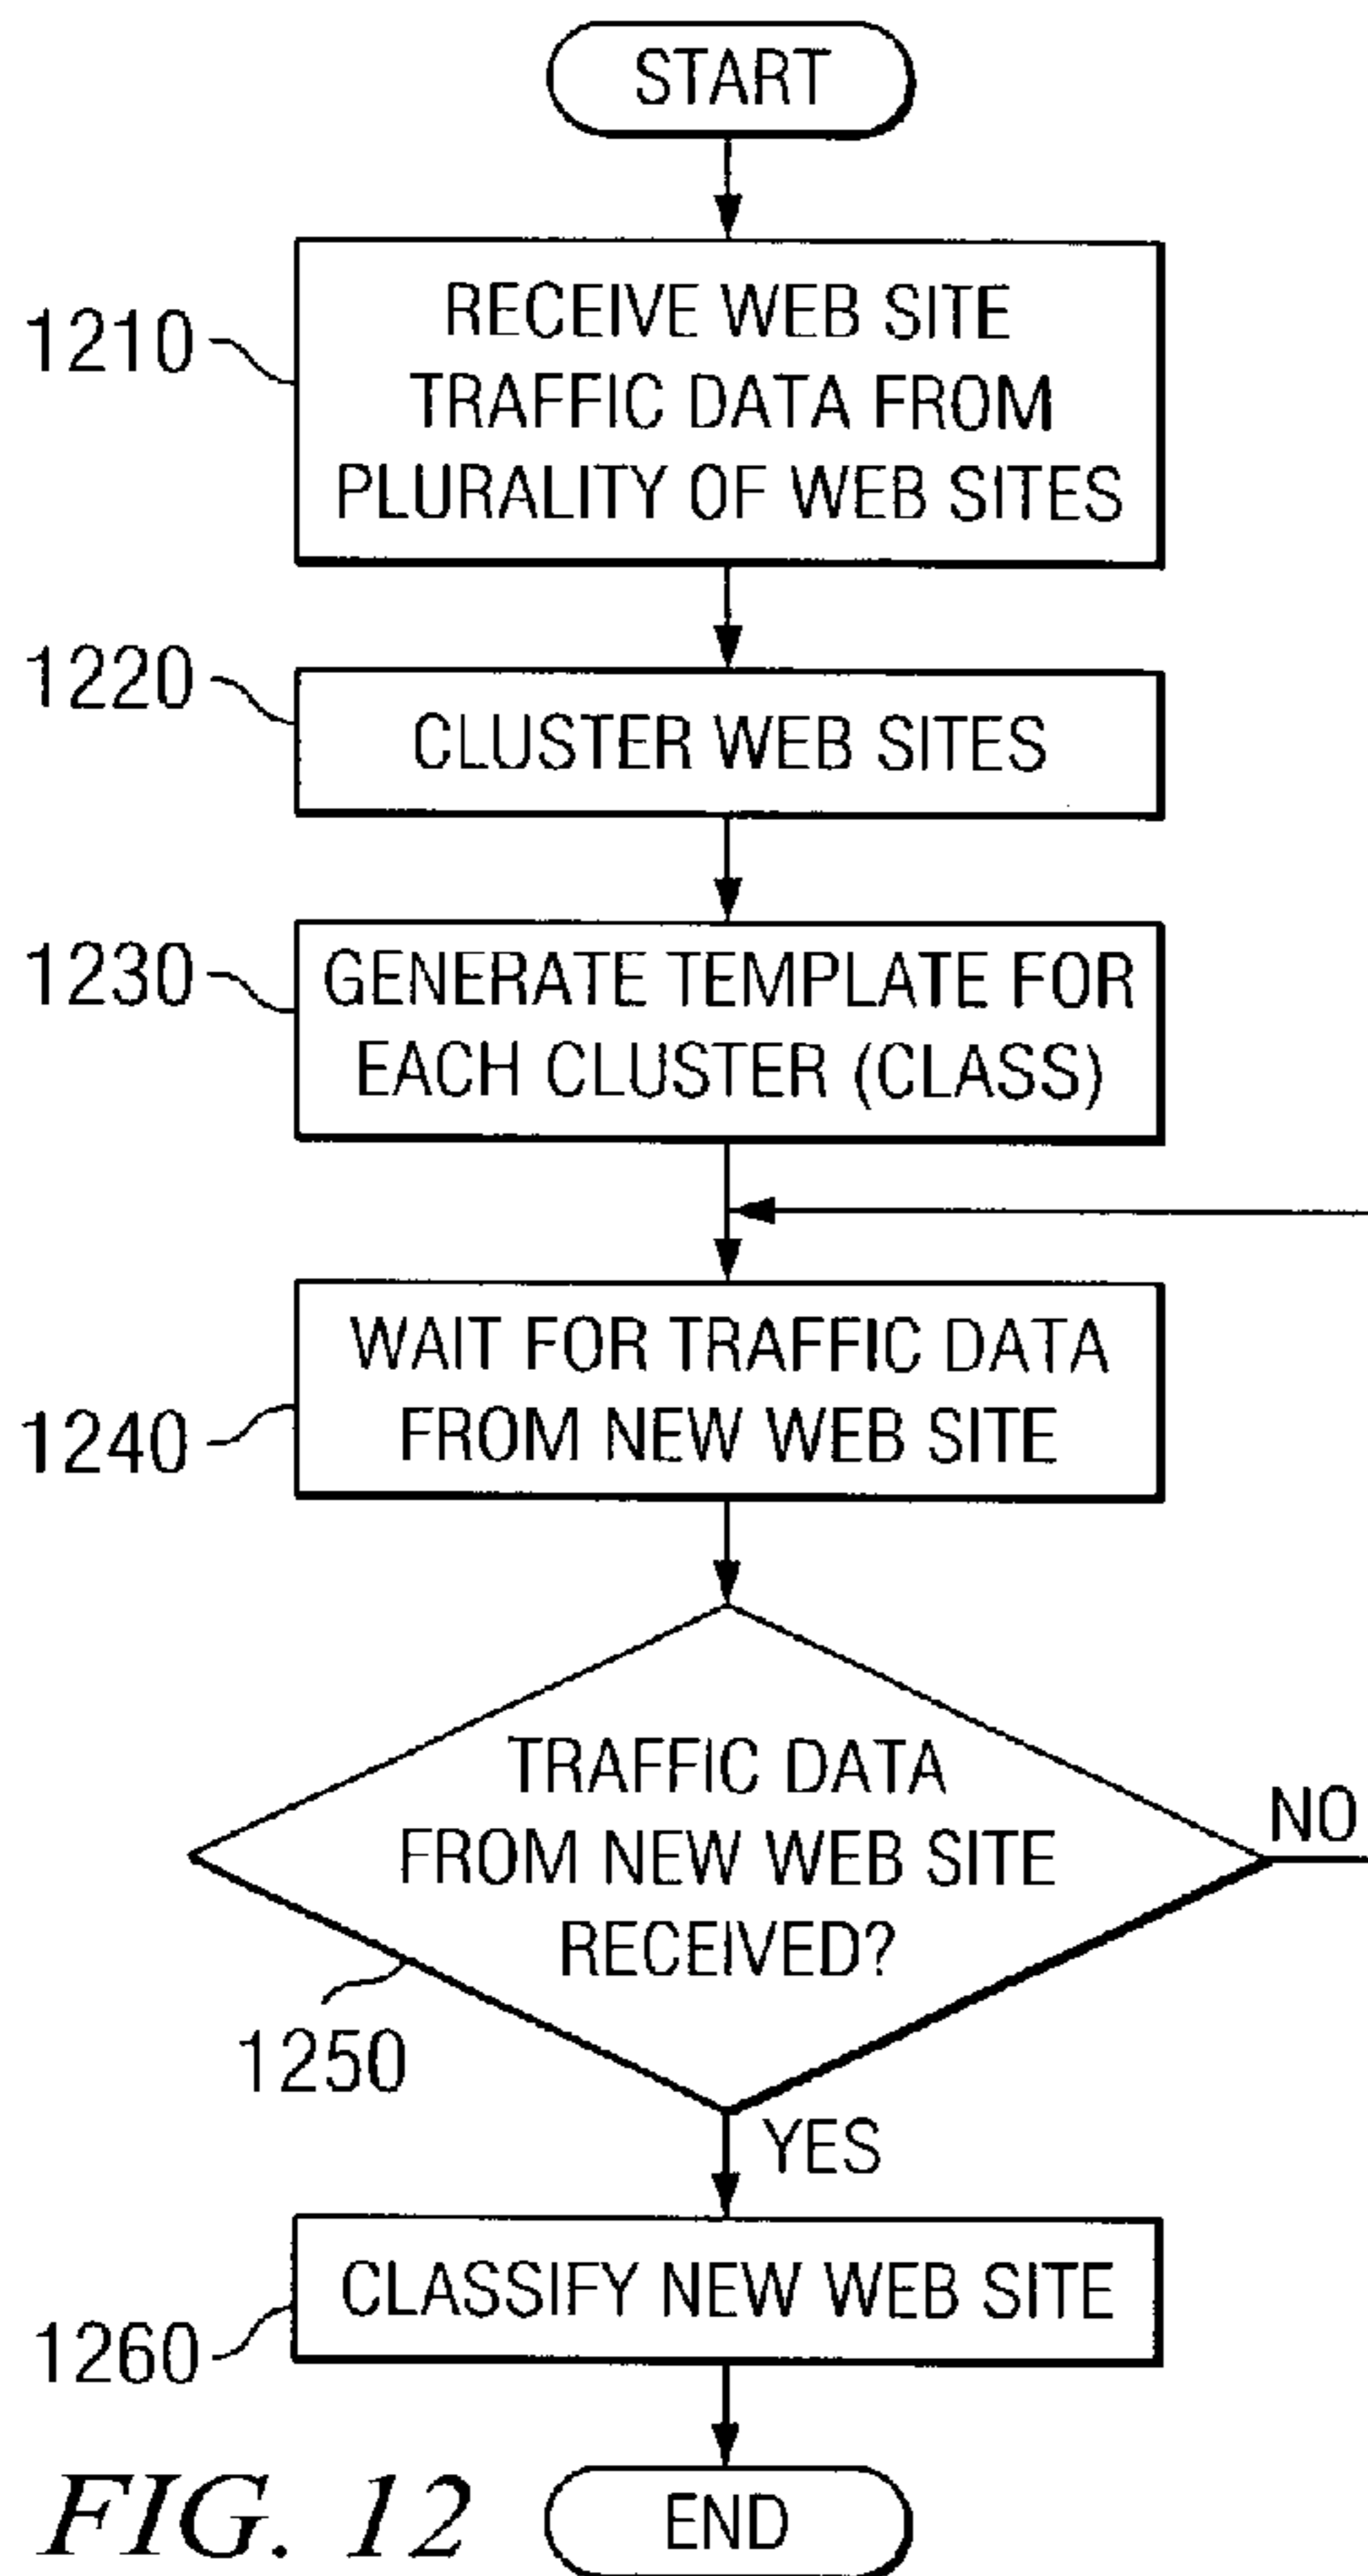 START
1210
RECEIVE WEB SITE
TRAFFIC DATA FROM
PLURALITY OF WEB SITES
1220
CLUSTER WEB SITES
1230
GENERATE TEMPLATE FOR
EACH CLUSTER (CLASS)
WAIT FOR TRAFFIC DATA
FROM NEW WEB SITE
1240
TRAFFIC DATA
FROM NEW WEB SITE
RECEIVED?
NO
1250
YES
CLASSIFY NEW WEB SITE
1260
END
FIG. 12